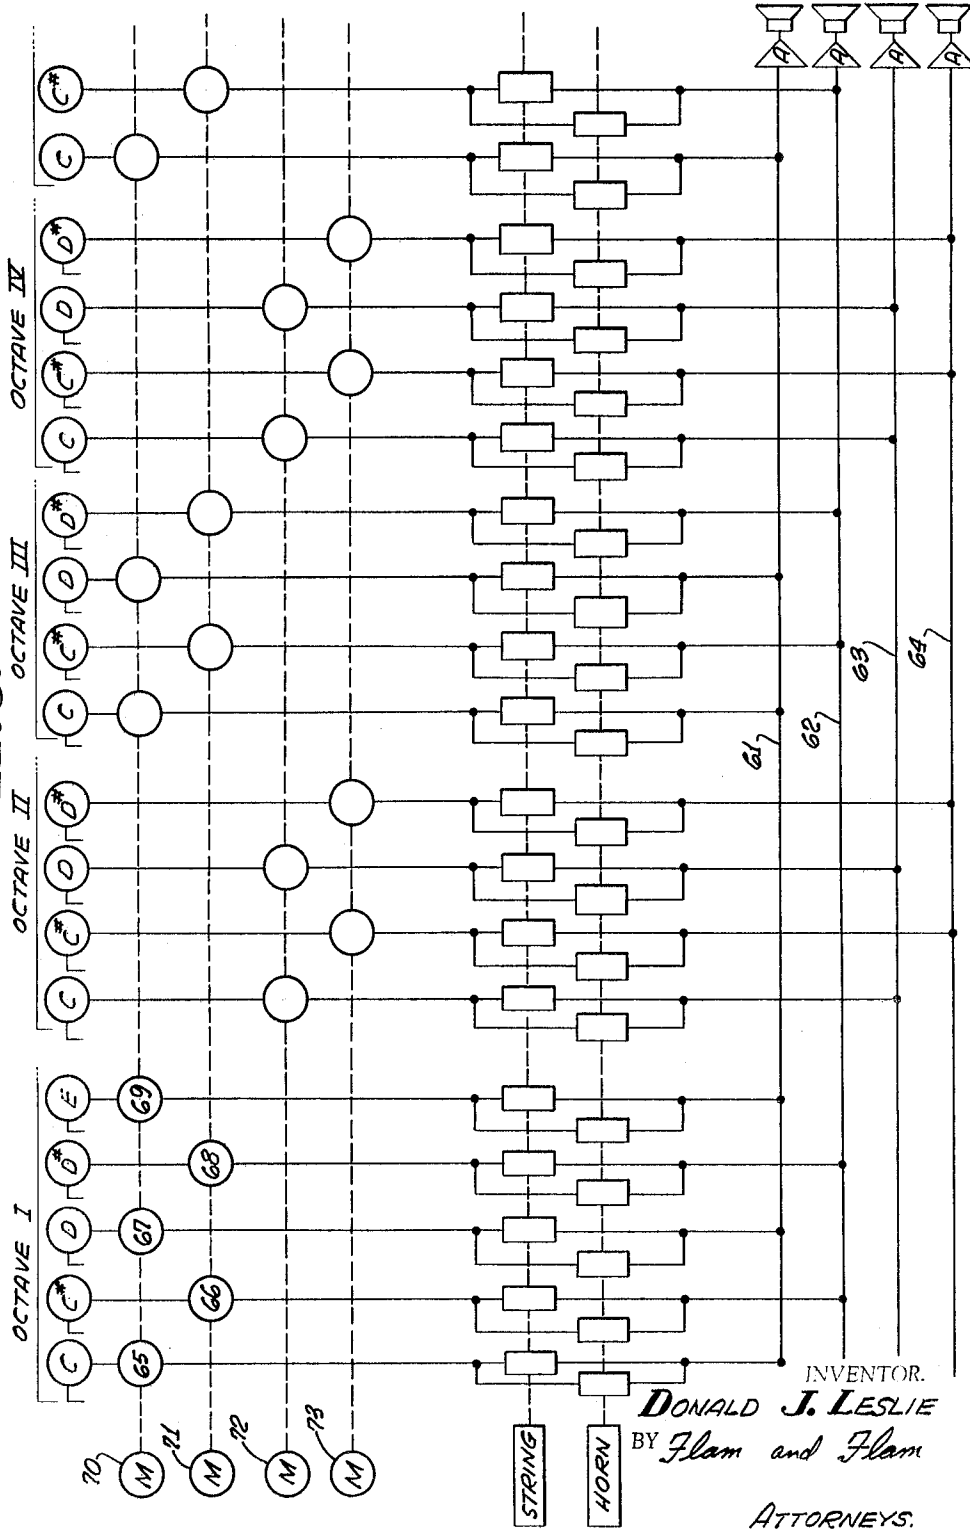 OCTAVE I
OCTAVE II
OCTAVE III
OCTAVE IV
C C# D D# E
C C# D D#
C C# D D#
C C# D D#
C C#
70 M 65 67 69
71 M 66 68
72 M
73 M
STRING
HORN
61 A
62 A
63 A
64 A
INVENTOR.
DONALD J. LESLIE
BY Flam and Flam
ATTORNEYS.